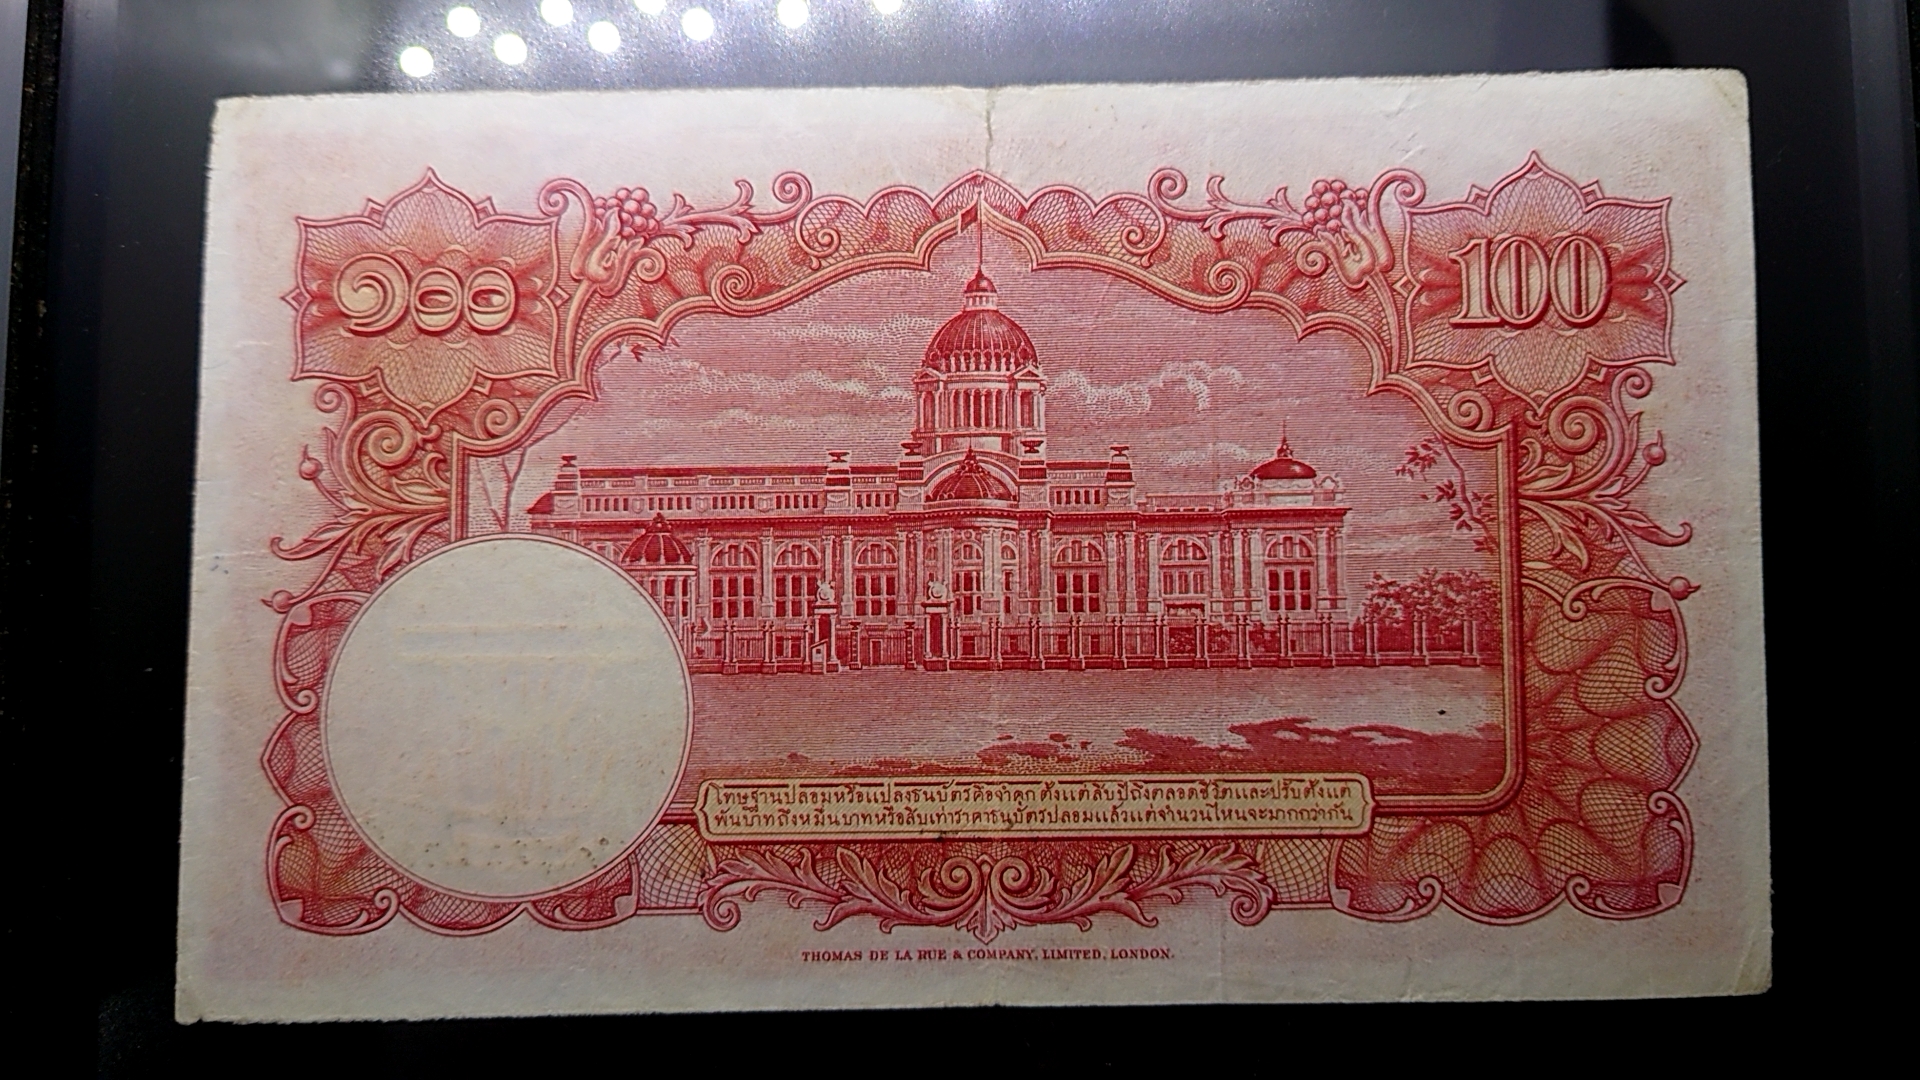 ๑๐๐
100
โทษฐานปลอมหรือแปลงธนบัตรคือจำคุก ตั้งแต่สิบปีถึงตลอดชีวิตและปรับตั้งแต่
พันบาทถึงหมื่นบาทหรือสิบเท่าราคาธนบัตรปลอมแล้วแต่จำนวนไหนจะมากกว่ากัน
THOMAS DE LA RUE & COMPANY, LIMITED, LONDON.